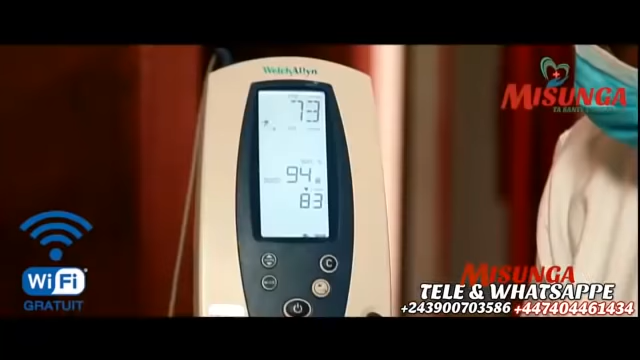 WelchAllyn
73
94
83
C
MISUNGA
WiFi
GRATUIT
MISUNGA
TELE & WHATSAPPE
+243900703586 +447404461434